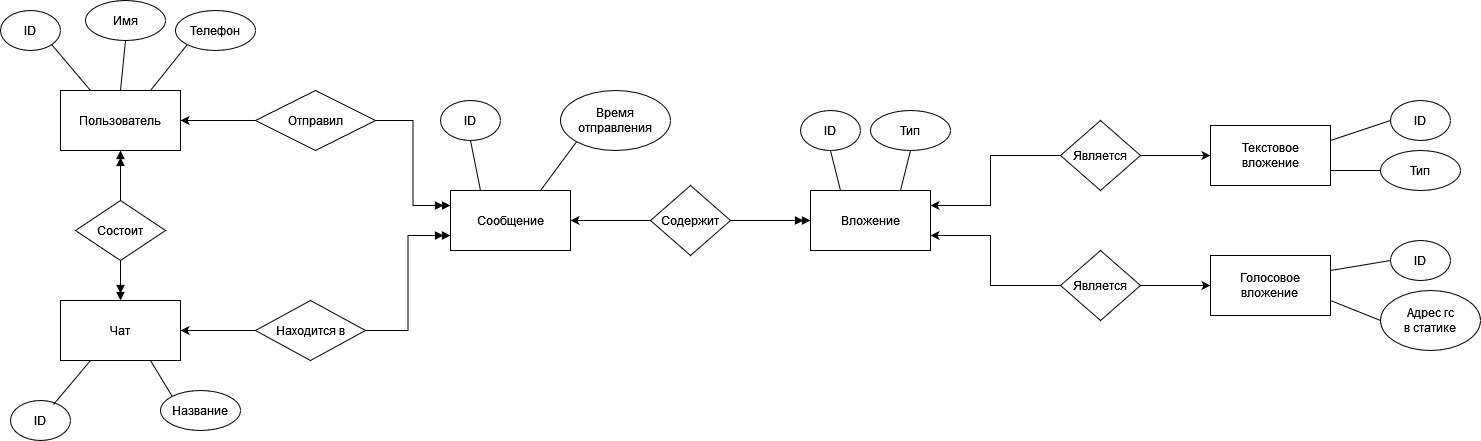 ID
Имя
Телефон
Пользователь
Отправил
Состоит
Чат
Находится в
ID
Название
ID
Время
отправления
Сообщение
Содержит
ID
Тип
Вложение
Является
Текстовое
вложение
ID
Тип
Является
Голосовое
вложение
ID
Адрес гс
в статике